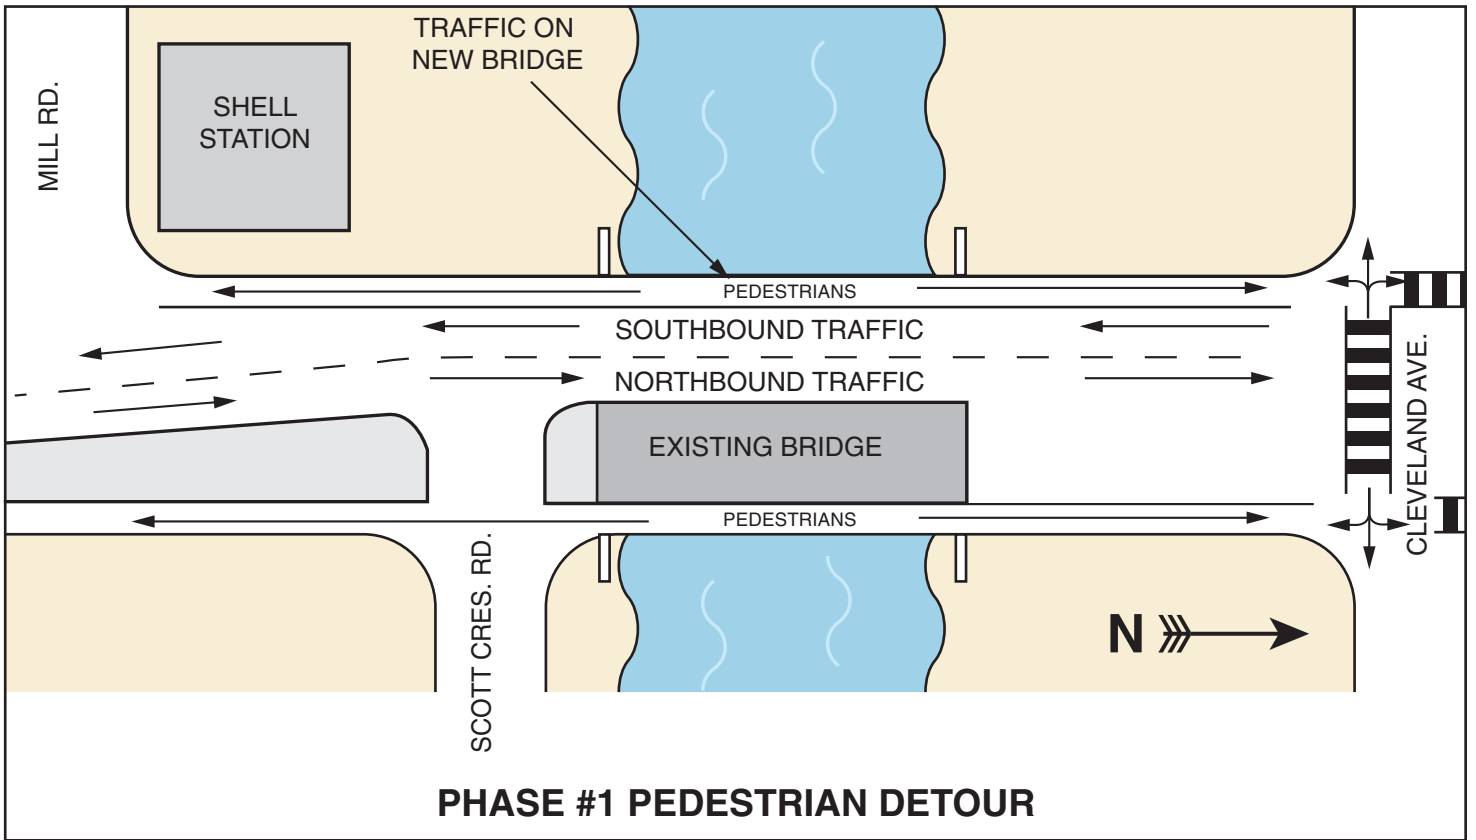 TRAFFIC ON
NEW BRIDGE
SHELL
STATION
MILL RD.
PEDESTRIANS
SOUTHBOUND TRAFFIC
NORTHBOUND TRAFFIC
EXISTING BRIDGE
CLEVELAND AVE.
PEDESTRIANS
SCOTT CRES. RD.
N
PHASE #1 PEDESTRIAN DETOUR